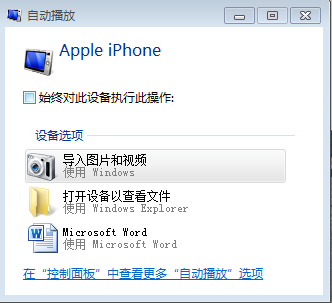 自动播放
Apple iPhone
始终对此设备执行此操作:
设备选项
导入图片和视频
使用 Windows
打开设备以查看文件
使用 Windows Explorer
Microsoft Word
使用 Microsoft Word
在“控制面板”中查看更多“自动播放”选项